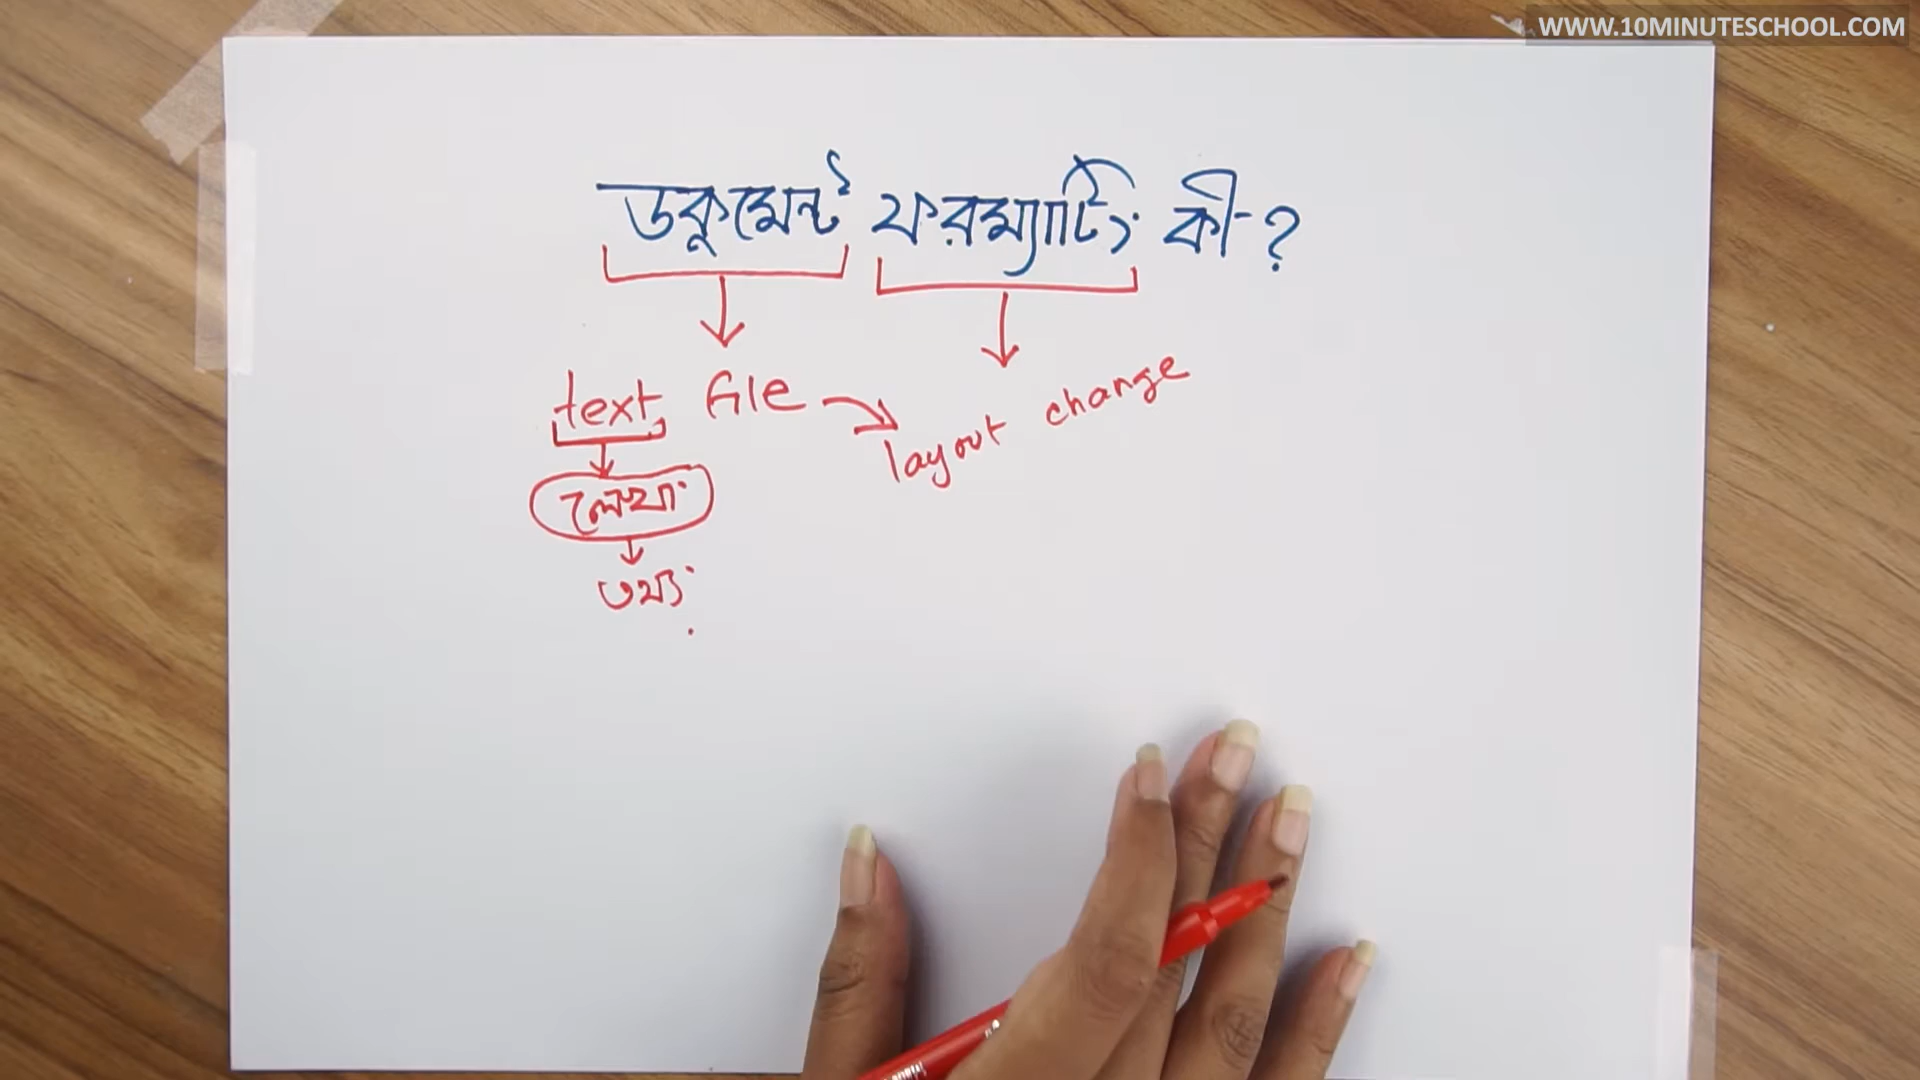 WWW.10MINUTESCHOOL.COM
ডকুমেন্ট ফরম্যাটিং কী?
text file
layout change
লেখা
তথ্য